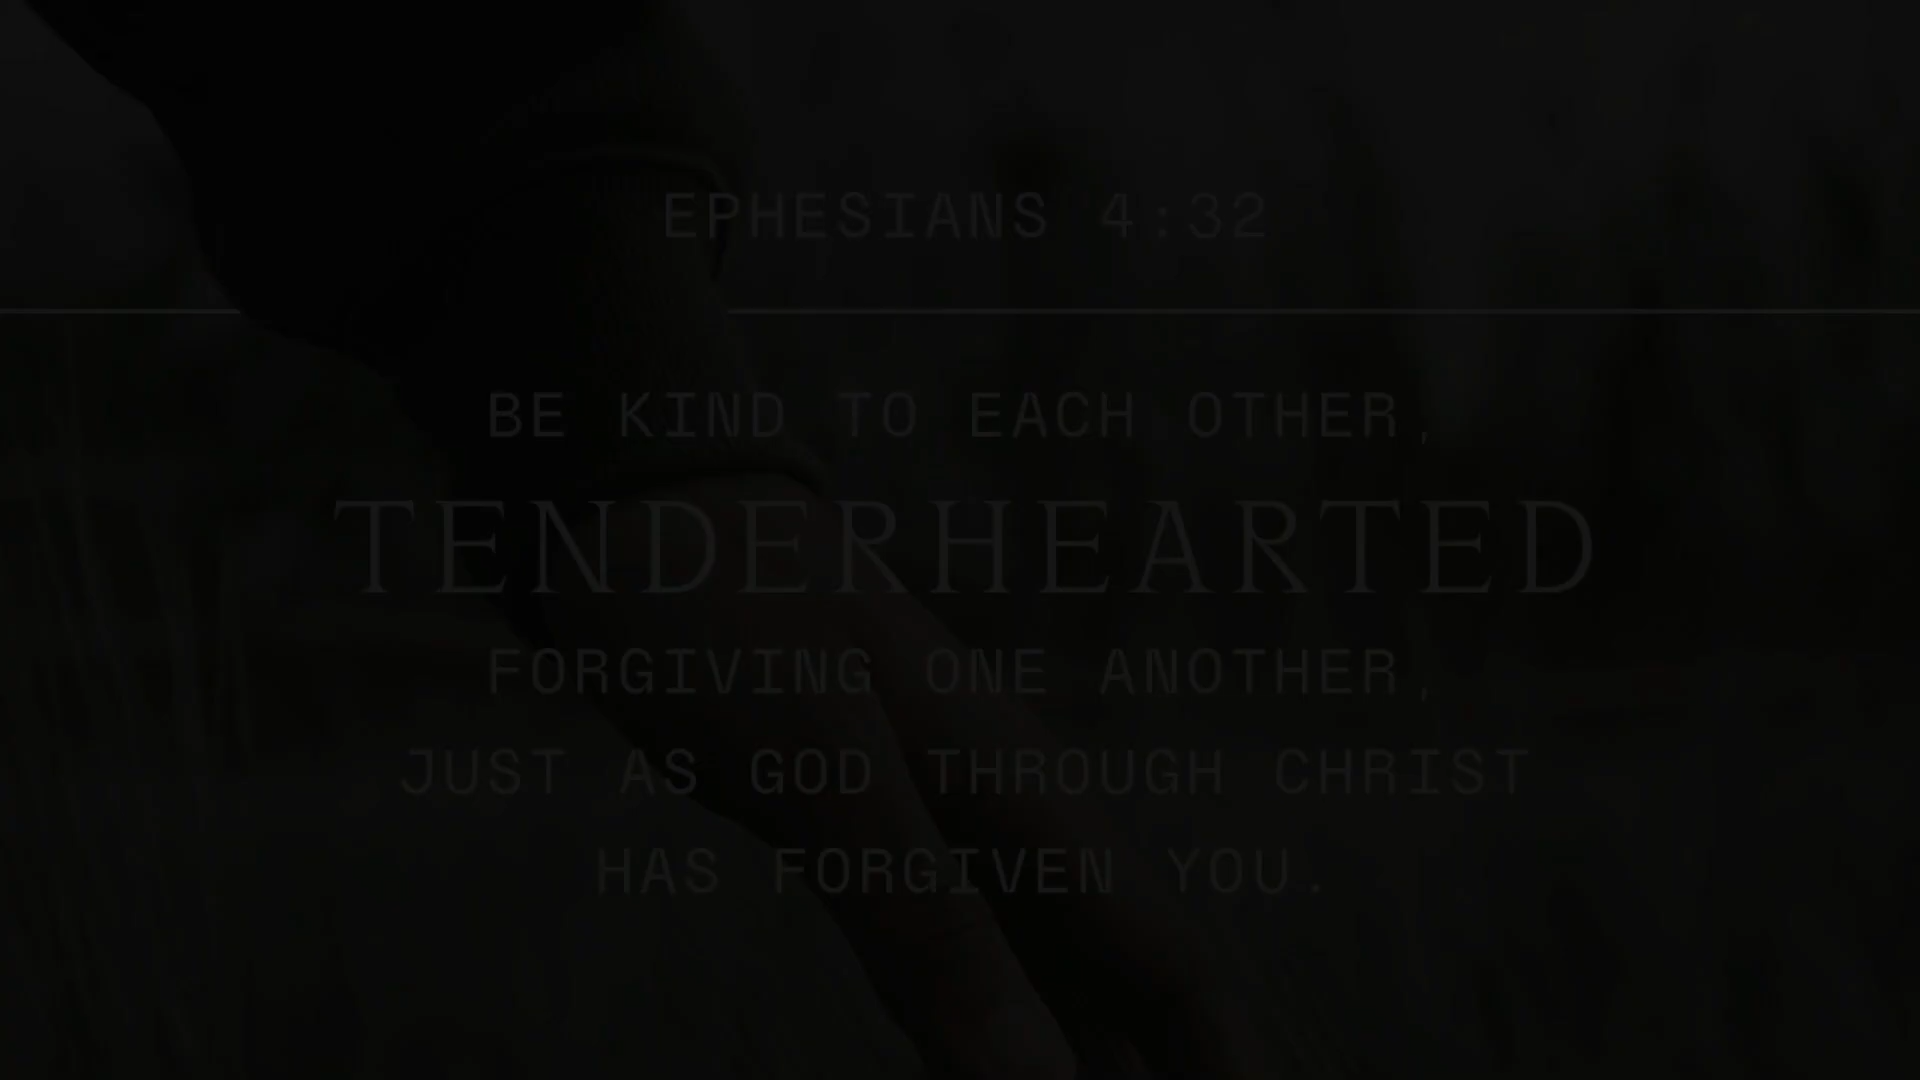 EPHESIANS 4:32
BE KIND TO EACH OTHER,
TENDERHEARTED
FORGIVING ONE ANOTHER,
JUST AS GOD THROUGH CHRIST
HAS FORGIVEN YOU.